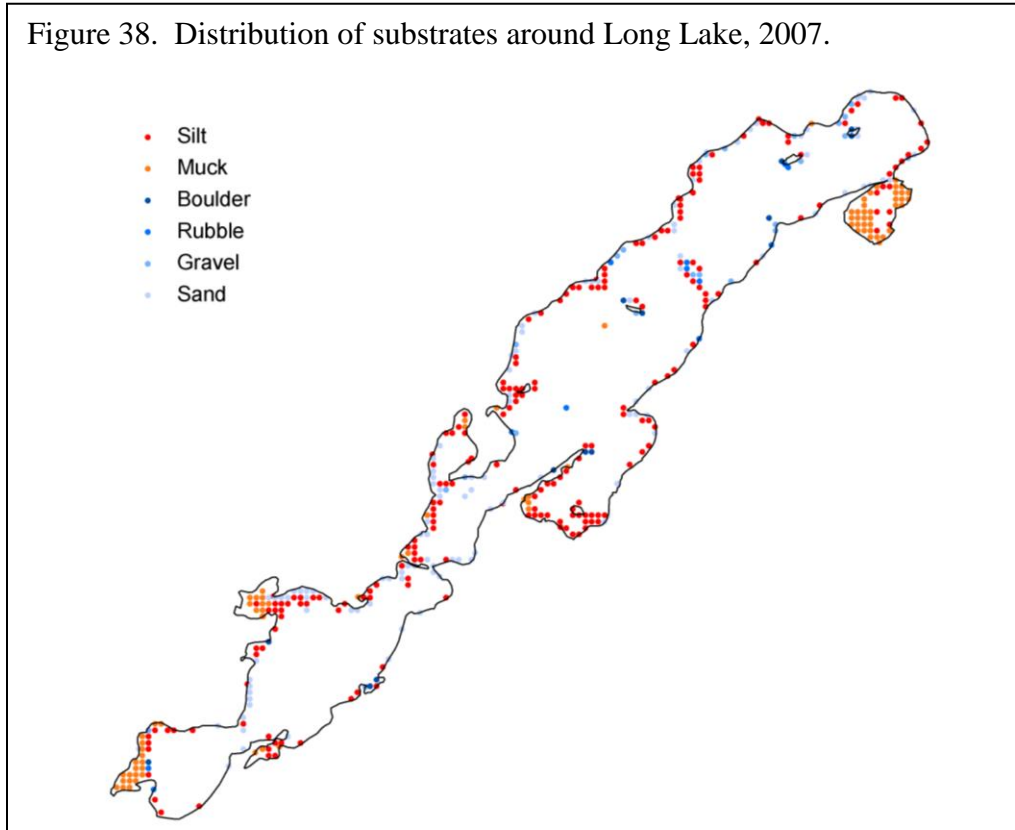 Figure 38.  Distribution of substrates around Long Lake, 2007.
Silt
Muck
Boulder
Rubble
Gravel
Sand